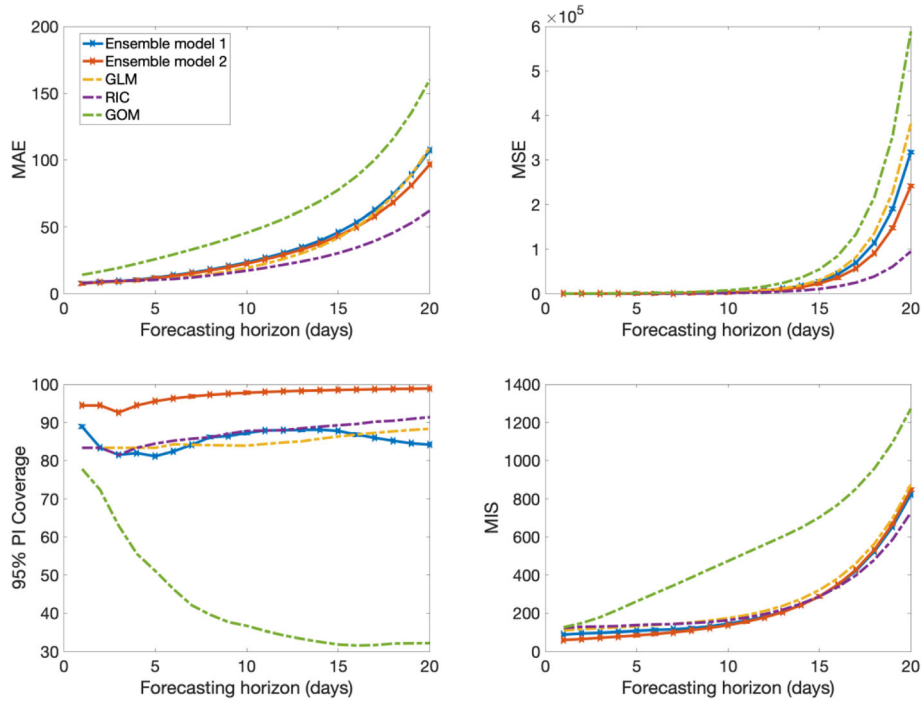 200
150
100
50
0
MAE
Ensemble model 1
Ensemble model 2
GLM
RIC
GOM
0 5 10 15 20
Forecasting horizon (days)
×10⁵
6
5
4
3
2
1
0
MSE
0 5 10 15 20
Forecasting horizon (days)
100
90
80
70
60
50
40
30
95% PI Coverage
0 5 10 15 20
Forecasting horizon (days)
1400
1200
1000
800
600
400
200
0
MIS
0 5 10 15 20
Forecasting horizon (days)